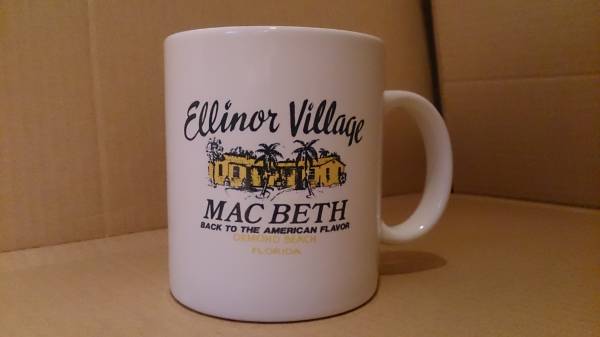 Ellinor Village
MAC BETH
BACK TO THE AMERICAN FLAVOR
ORMOND BEACH
FLORIDA